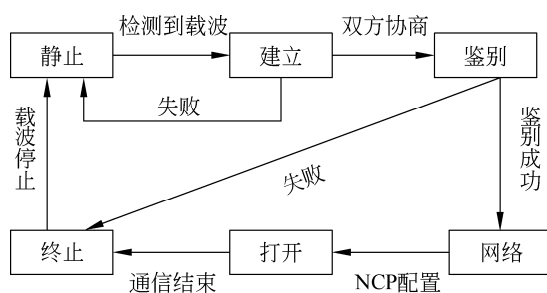 检测到载波
双方协商
静止
建立
鉴别
失败
载波停止
鉴别成功
失败
终止
打开
网络
通信结束
NCP配置